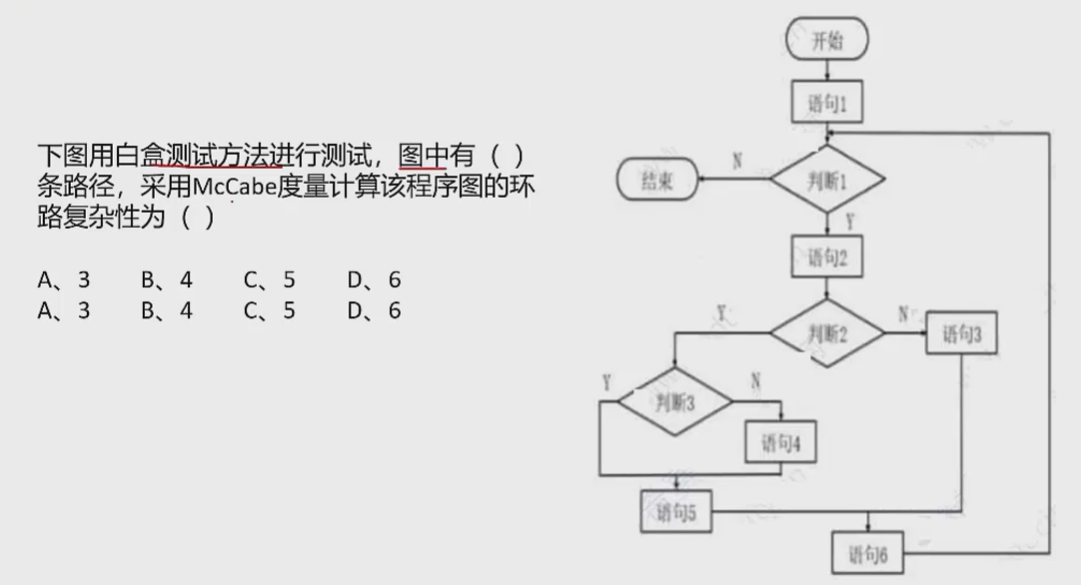 下图用白盒测试方法进行测试，图中有（ ）
条路径，采用McCabe度量计算该程序图的环
路复杂性为（ ）
A、3 B、4 C、5 D、6
A、3 B、4 C、5 D、6
开始
语句1
N
结束
判断1
Y
语句2
Y
判断2
N
语句3
Y
判断3
N
语句4
语句5
语句6